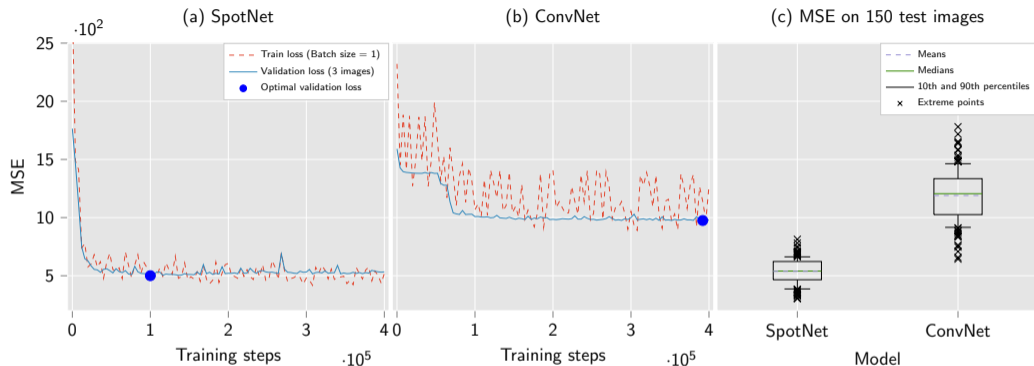 (a) SpotNet
(b) ConvNet
(c) MSE on 150 test images
·10²
MSE
25
20
15
10
5
Train loss (Batch size = 1)
Validation loss (3 images)
Optimal validation loss
Means
Medians
10th and 90th percentiles
Extreme points
0 1 2 3 4
0 1 2 3 4
SpotNet ConvNet
Training steps ·10⁵
Training steps ·10⁵
Model